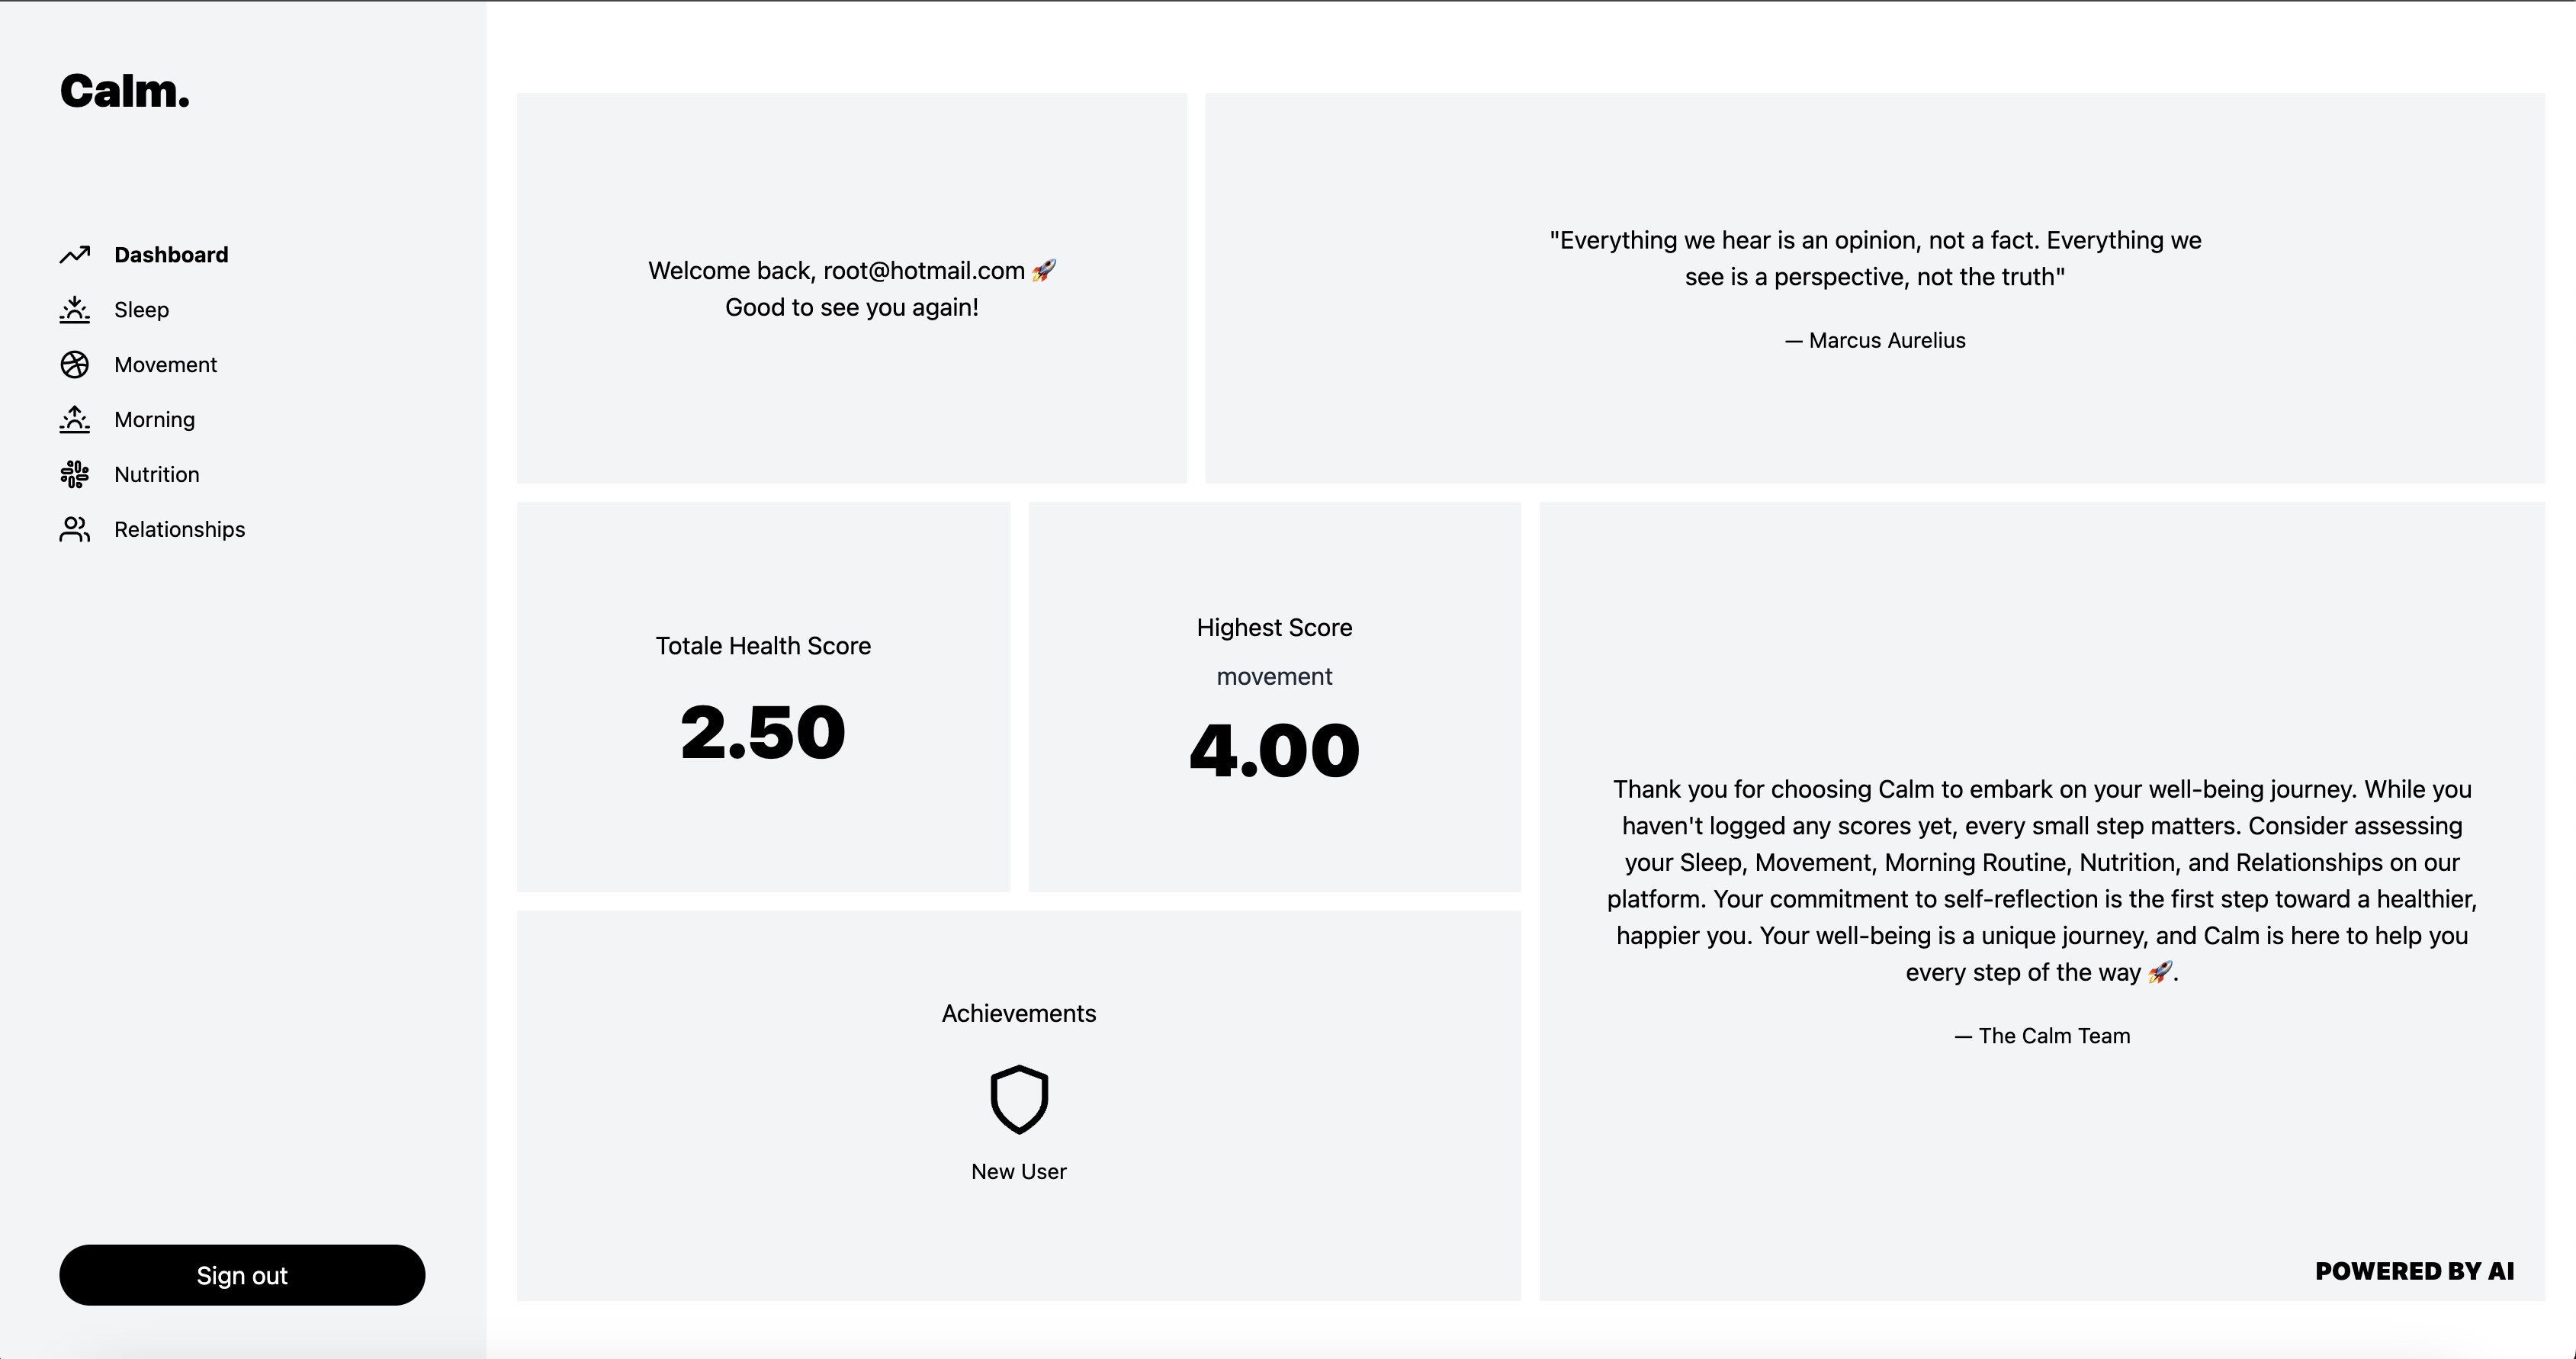 Calm.
Dashboard
Sleep
Movement
Morning
Nutrition
Relationships
Sign out
Welcome back, root@hotmail.com 🚀
Good to see you again!
"Everything we hear is an opinion, not a fact. Everything we
see is a perspective, not the truth"
— Marcus Aurelius
Totale Health Score
2.50
Highest Score
movement
4.00
Achievements
New User
Thank you for choosing Calm to embark on your well-being journey. While you
haven't logged any scores yet, every small step matters. Consider assessing
your Sleep, Movement, Morning Routine, Nutrition, and Relationships on our
platform. Your commitment to self-reflection is the first step toward a healthier,
happier you. Your well-being is a unique journey, and Calm is here to help you
every step of the way 🚀.
— The Calm Team
POWERED BY AI